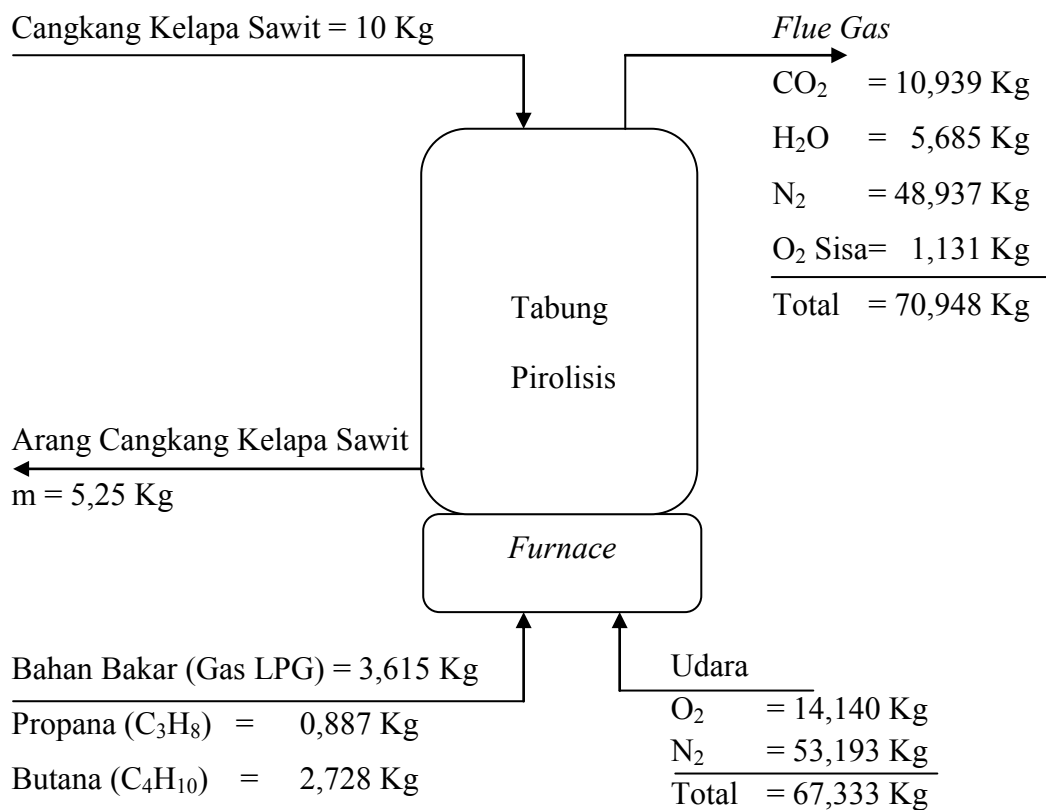 Cangkang Kelapa Sawit = 10 Kg
Flue Gas
CO₂ = 10,939 Kg
H₂O = 5,685 Kg
N₂ = 48,937 Kg
O₂ Sisa= 1,131 Kg
Total = 70,948 Kg
Tabung
Pirolisis
Arang Cangkang Kelapa Sawit
m = 5,25 Kg
Furnace
Bahan Bakar (Gas LPG) = 3,615 Kg
Propana (C₃H₈) = 0,887 Kg
Butana (C₄H₁₀) = 2,728 Kg
Udara
O₂ = 14,140 Kg
N₂ = 53,193 Kg
Total = 67,333 Kg